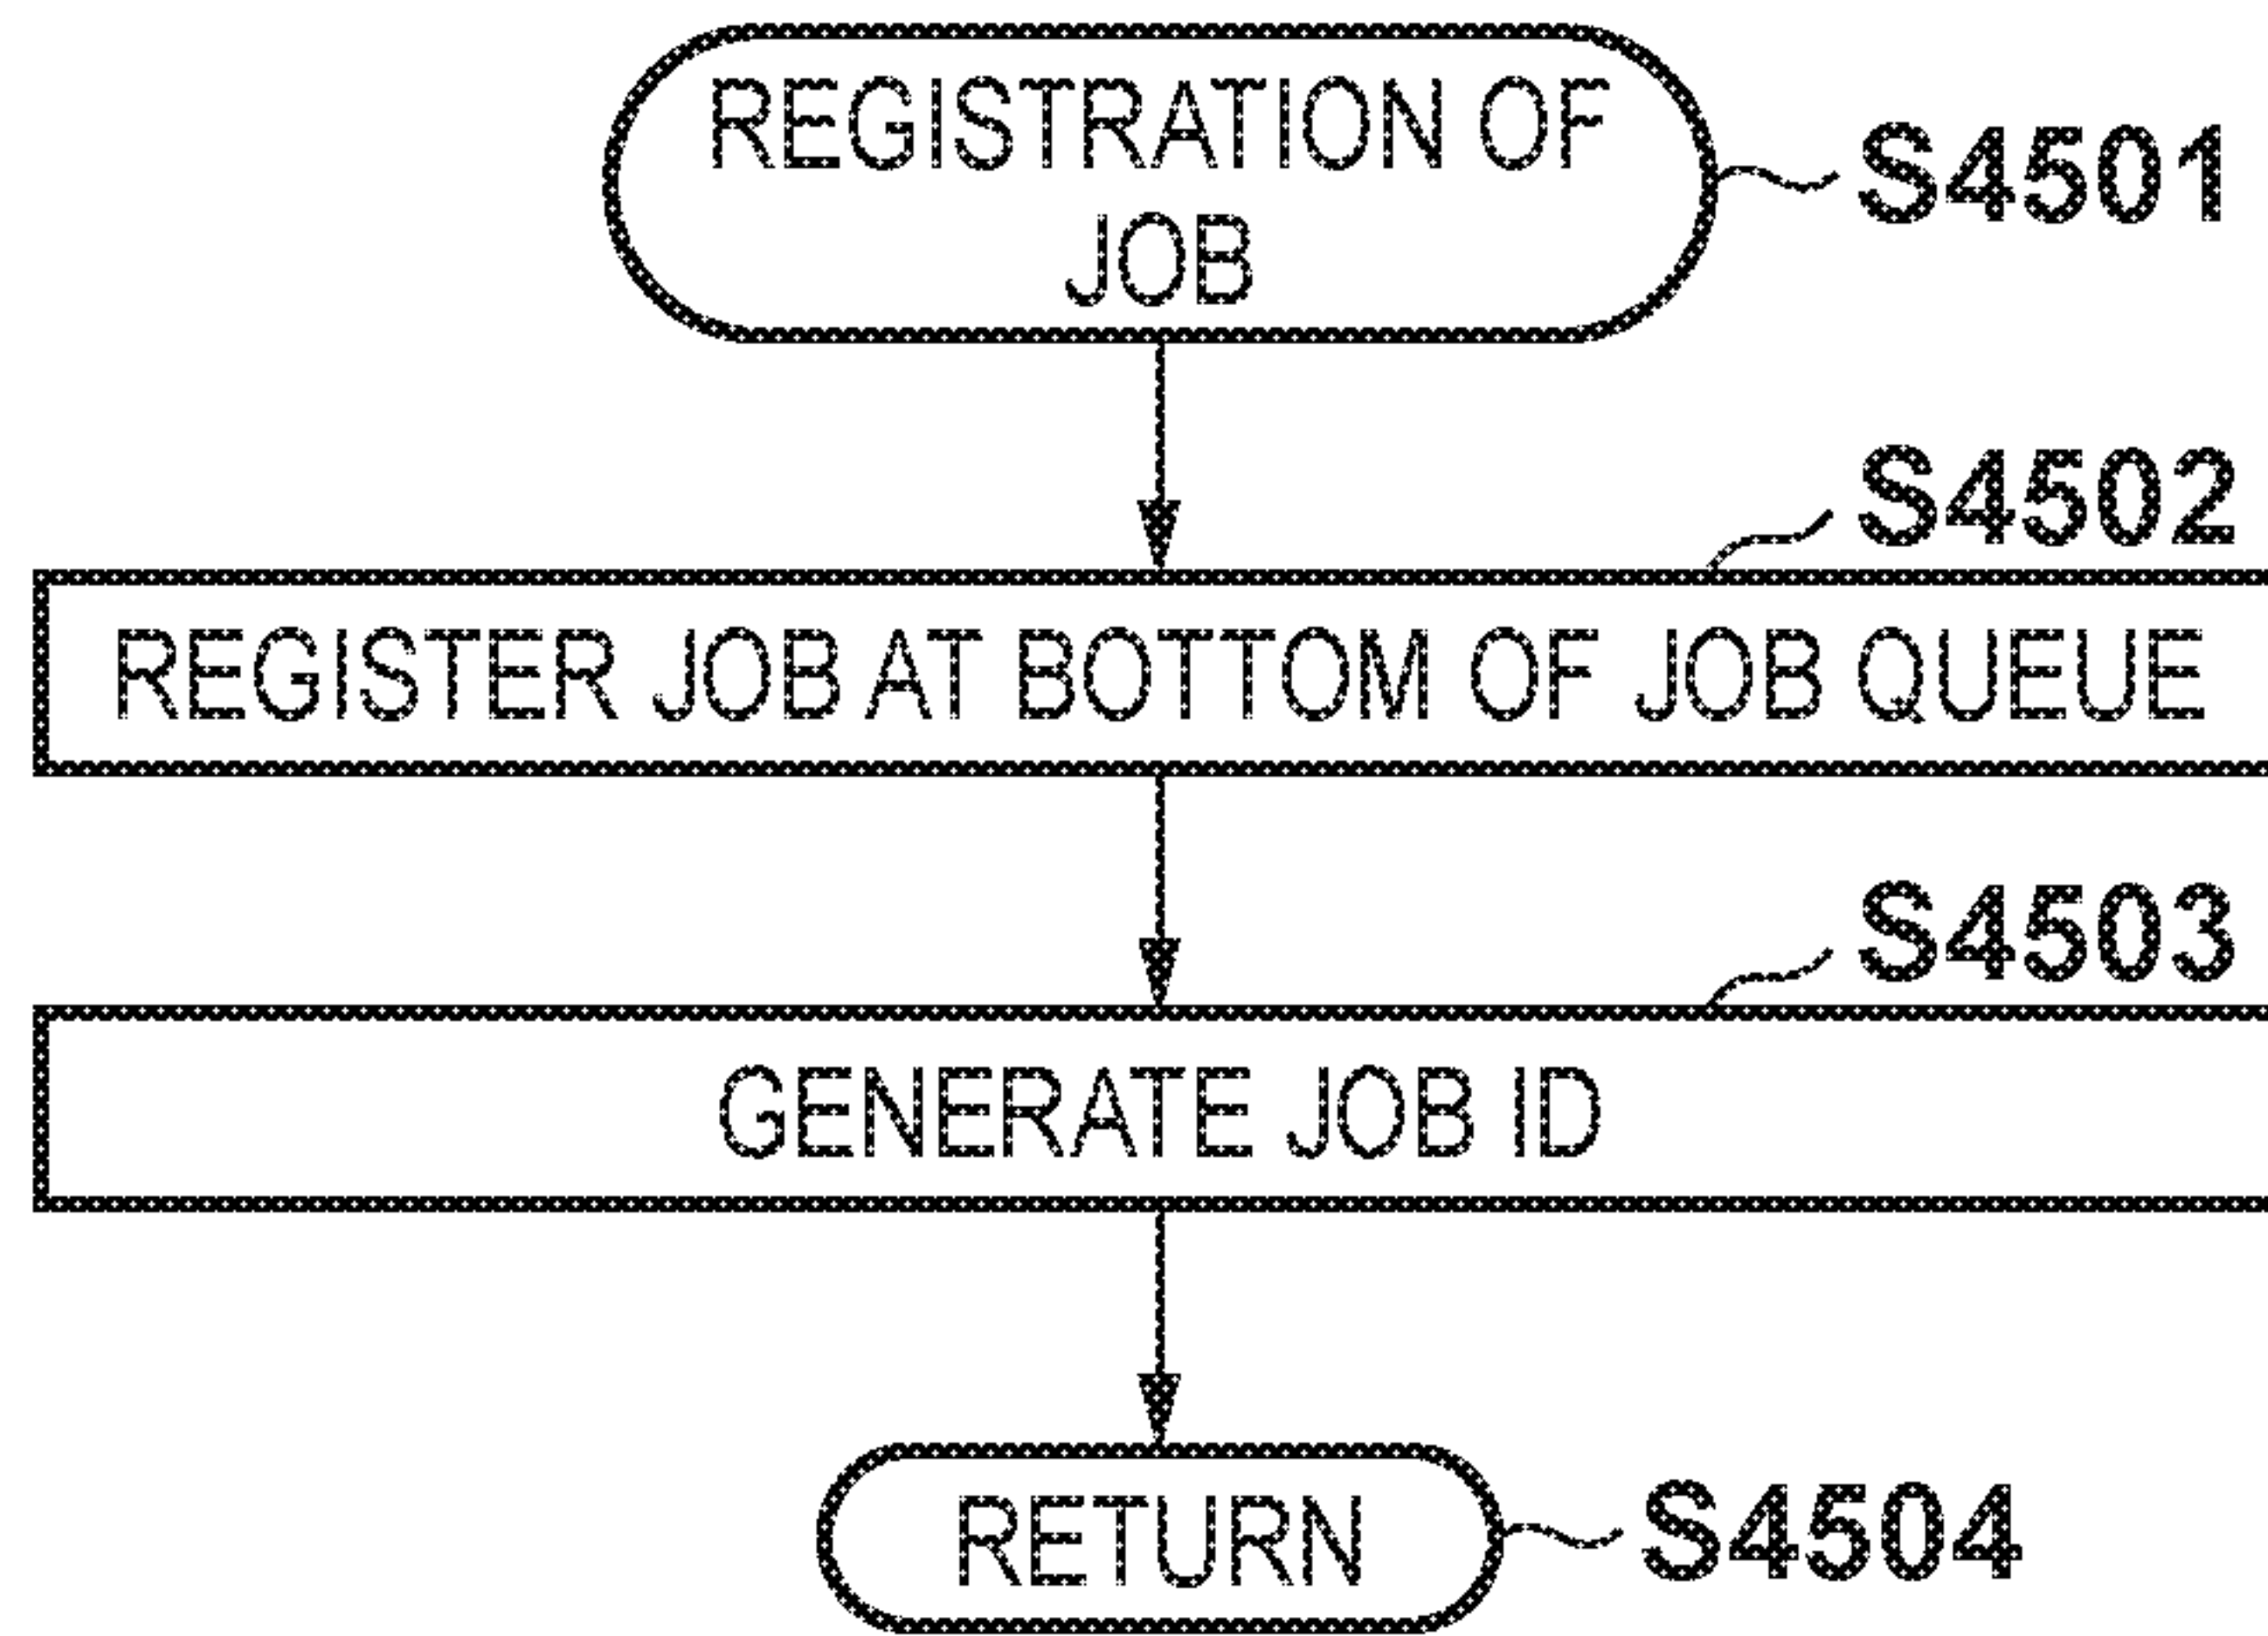 REGISTRATION OF
JOB
S4501
S4502
REGISTER JOB AT BOTTOM OF JOB QUEUE
S4503
GENERATE JOB ID
RETURN
S4504